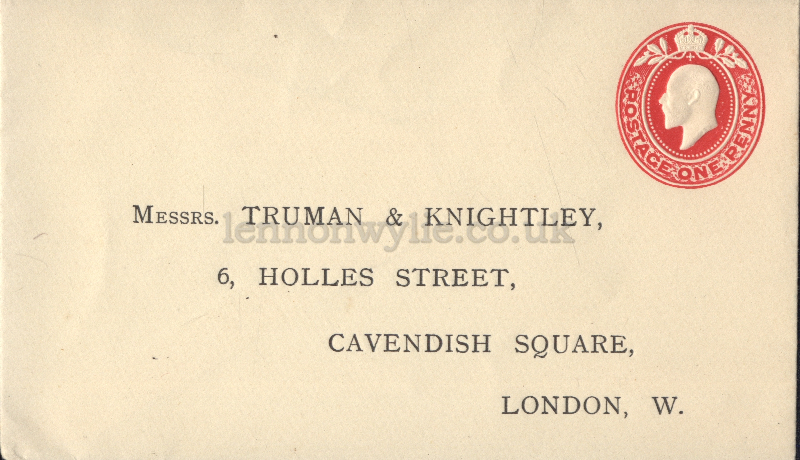 POSTAGE ONE PENNY
MESSRS. TRUMAN & KNIGHTLEY,
lennonwylie.co.uk
6, HOLLES STREET,
CAVENDISH SQUARE,
LONDON, W.